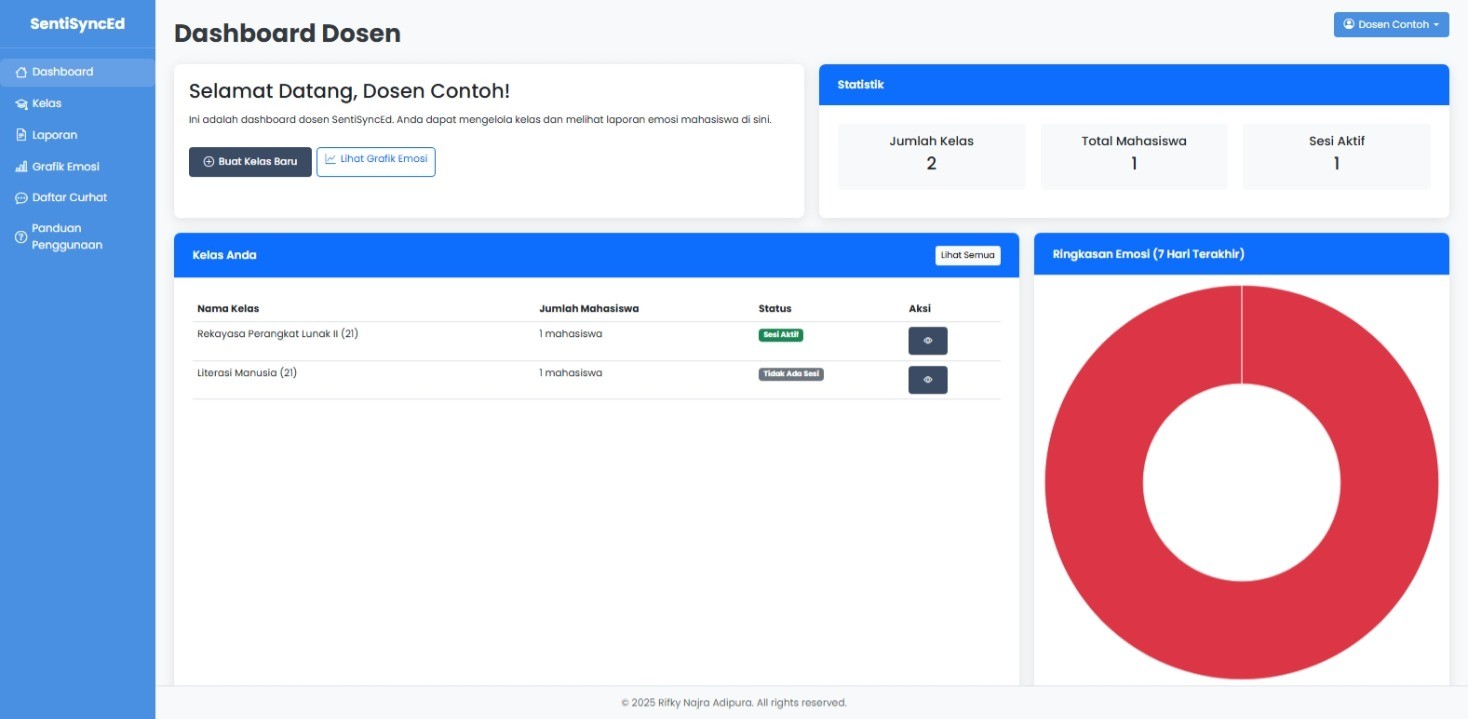 SentiSyncEd
Dashboard
Kelas
Laporan
Grafik Emosi
Daftar Curhat
Panduan
Penggunaan
Dashboard Dosen
Dosen Contoh
Selamat Datang, Dosen Contoh!
Ini adalah dashboard dosen SentiSyncEd. Anda dapat mengelola kelas dan melihat laporan emosi mahasiswa di sini.
Buat Kelas Baru
Lihat Grafik Emosi
Statistik
Jumlah Kelas
2
Total Mahasiswa
1
Sesi Aktif
1
Kelas Anda
Lihat Semua
Nama Kelas Jumlah Mahasiswa Status Aksi
Rekayasa Perangkat Lunak II (21) 1 mahasiswa Sesi Aktif
Literasi Manusia (21) 1 mahasiswa Tidak Ada Sesi
Ringkasan Emosi (7 Hari Terakhir)
© 2025 Rifky Najra Adipura. All rights reserved.